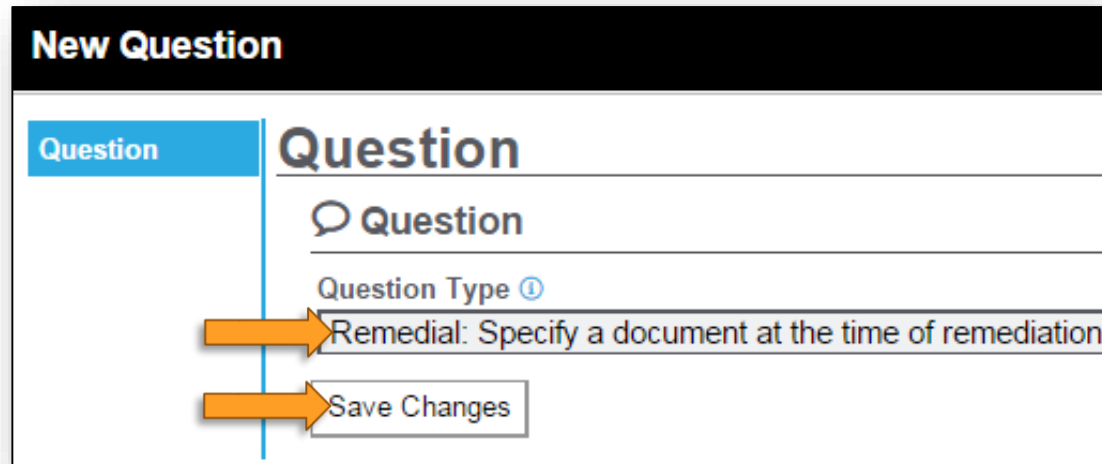 New Question
Question
Question
Question
Question Type
Remedial: Specify a document at the time of remediation
Save Changes